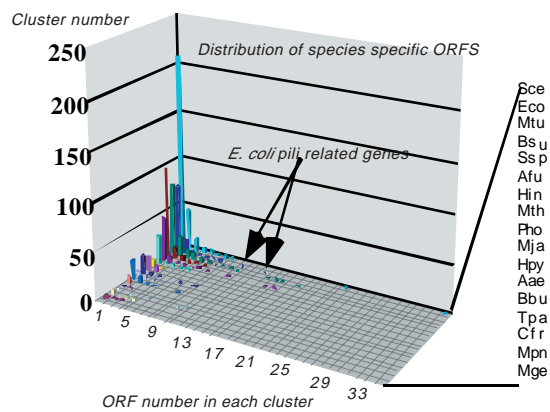 Cluster number
Distribution of species specific ORFS
250
200
150
100
50
0
E. coli pili related genes
1
5
9
13
17
21
25
29
33
ORF number in each cluster
Sce
Eco
Mtu
Bsu
Ssp
Afu
Hin
Mth
Pho
Mja
Hpy
Aae
Bbu
Tpa
Cfr
Mpn
Mge